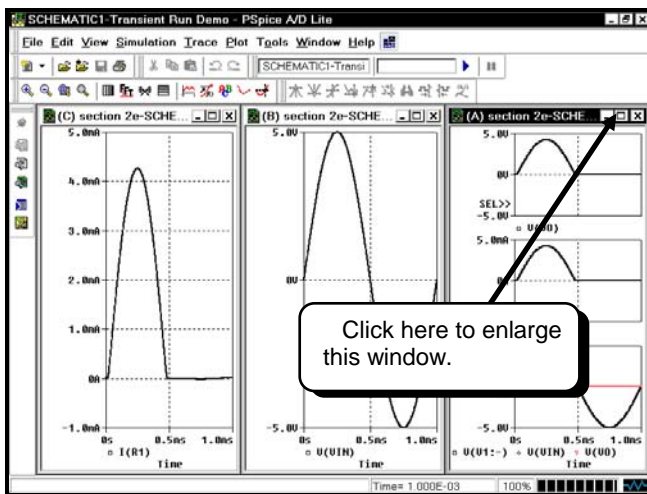 SCHEMATIC1-Transient Run Demo - PSpice A/D Lite
File Edit View Simulation Trace Plot Tools Window Help
SCHEMATIC1-Transi
(C) section 2e-SCHE...
5.0mA
4.0mA
3.0mA
2.0mA
1.0mA
0A
-1.0mA
0s 0.5ms 1.0ms
I(R1)
Time
(B) section 2e-SCHE...
5.0V
0V
-5.0V
0s 0.5ms 1.0ms
V(VIN)
Time
(A) section 2e-SCHE...
5.0V
0V
SEL>>
-5.0V
V(VO)
5.0mA
Click here to enlarge
this window.
-5.0V
0s 0.5ms 1.0ms
V(V1:-) V(VIN) V(VO)
Time
Time= 1.000E-03 100%